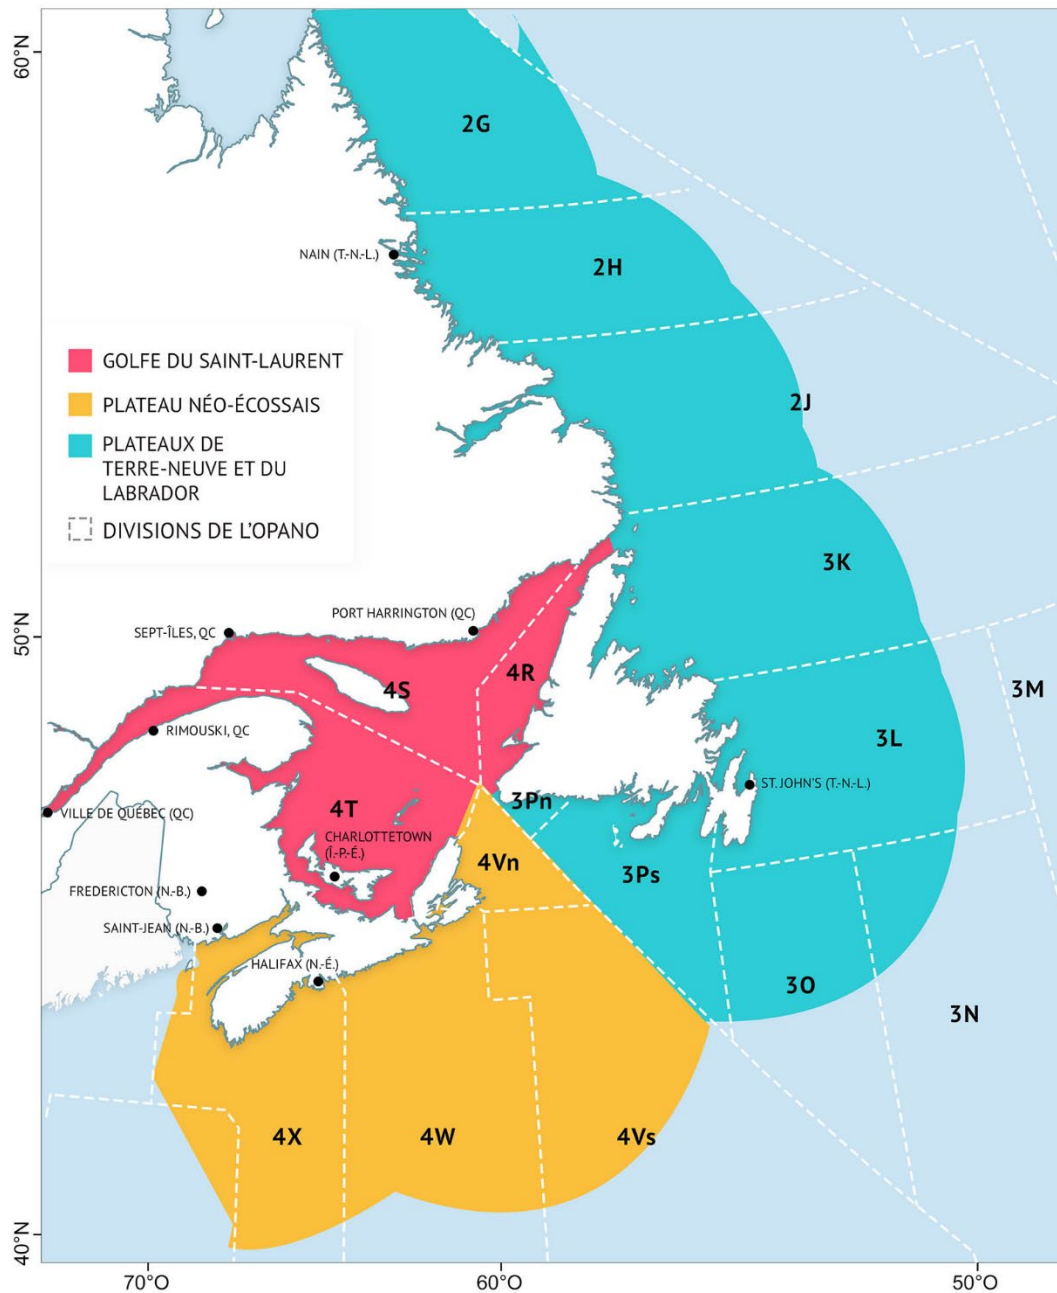 60°N
2G
NAIN (T.-N.-L.)
2H
GOLFE DU SAINT-LAURENT
PLATEAU NÉO-ÉCOSSAIS
PLATEAUX DE
TERRE-NEUVE ET DU
LABRADOR
DIVISIONS DE L'OPANO
2J
3K
PORT HARRINGTON (QC)
SEPT-ÎLES, QC
50°N
4R
4S
3M
RIMOUSKI, QC
3L
ST. JOHN'S (T.-N.-L.)
3Pn
VILLE DE QUÉBEC (QC)
4T
CHARLOTTETOWN
(Î.-P.-É.)
4Vn
3Ps
FREDERICTON (N.-B.)
SAINT-JEAN (N.-B.)
HALIFAX (N.-É.)
3O
3N
4X
4W
4Vs
40°N
70°O
60°O
50°O